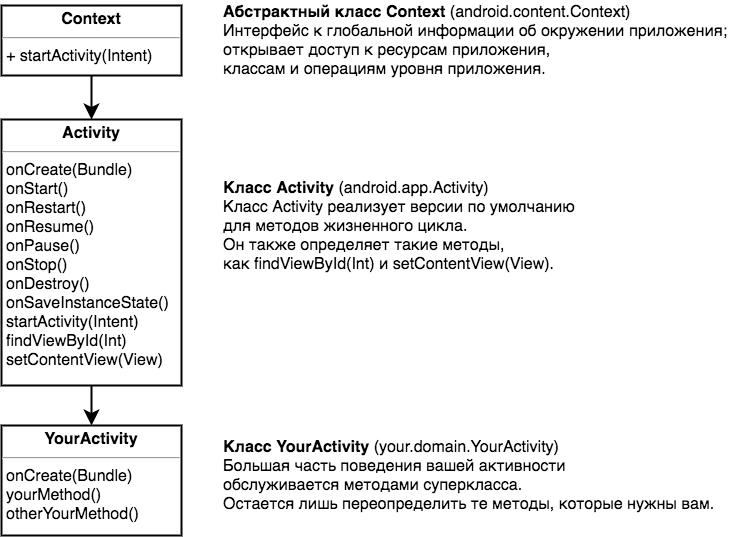 Context
+ startActivity(Intent)
Абстрактный класс Context (android.content.Context)
Интерфейс к глобальной информации об окружении приложения;
открывает доступ к ресурсам приложения,
классам и операциям уровня приложения.
Activity
onCreate(Bundle)
onStart()
onRestart()
onResume()
onPause()
onStop()
onDestroy()
onSaveInstanceState()
startActivity(Intent)
findViewById(Int)
setContentView(View)
Класс Activity (android.app.Activity)
Класс Activity реализует версии по умолчанию
для методов жизненного цикла.
Он также определяет такие методы,
как findViewById(Int) и setContentView(View).
YourActivity
onCreate(Bundle)
yourMethod()
otherYourMethod()
Класс YourActivity (your.domain.YourActivity)
Большая часть поведения вашей активности
обслуживается методами суперкласса.
Остается лишь переопределить те методы, которые нужны вам.